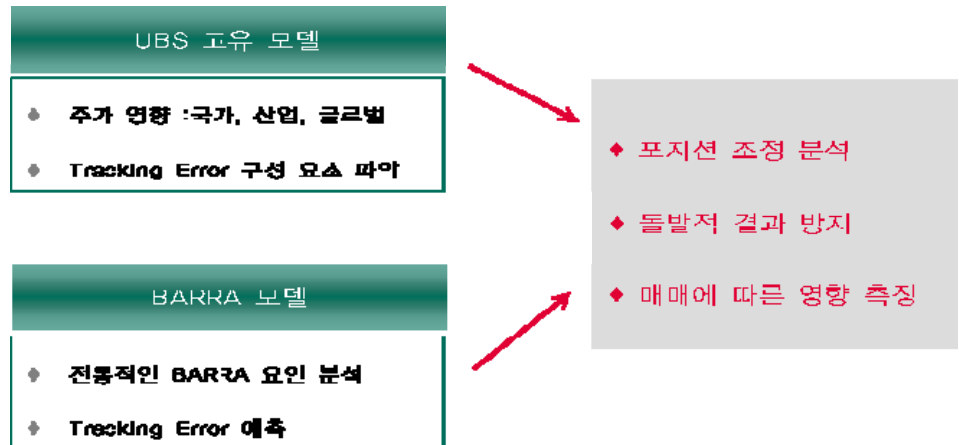 UBS 고유 모델
주가 영향 :국가, 산업, 글로벌
Tracking Error 구성 요소 파악
BARRA 모델
전통적인 BARRA 요인 분석
Tracking Error 예측
포지션 조정 분석
돌발적 결과 방지
매매에 따른 영향 측정